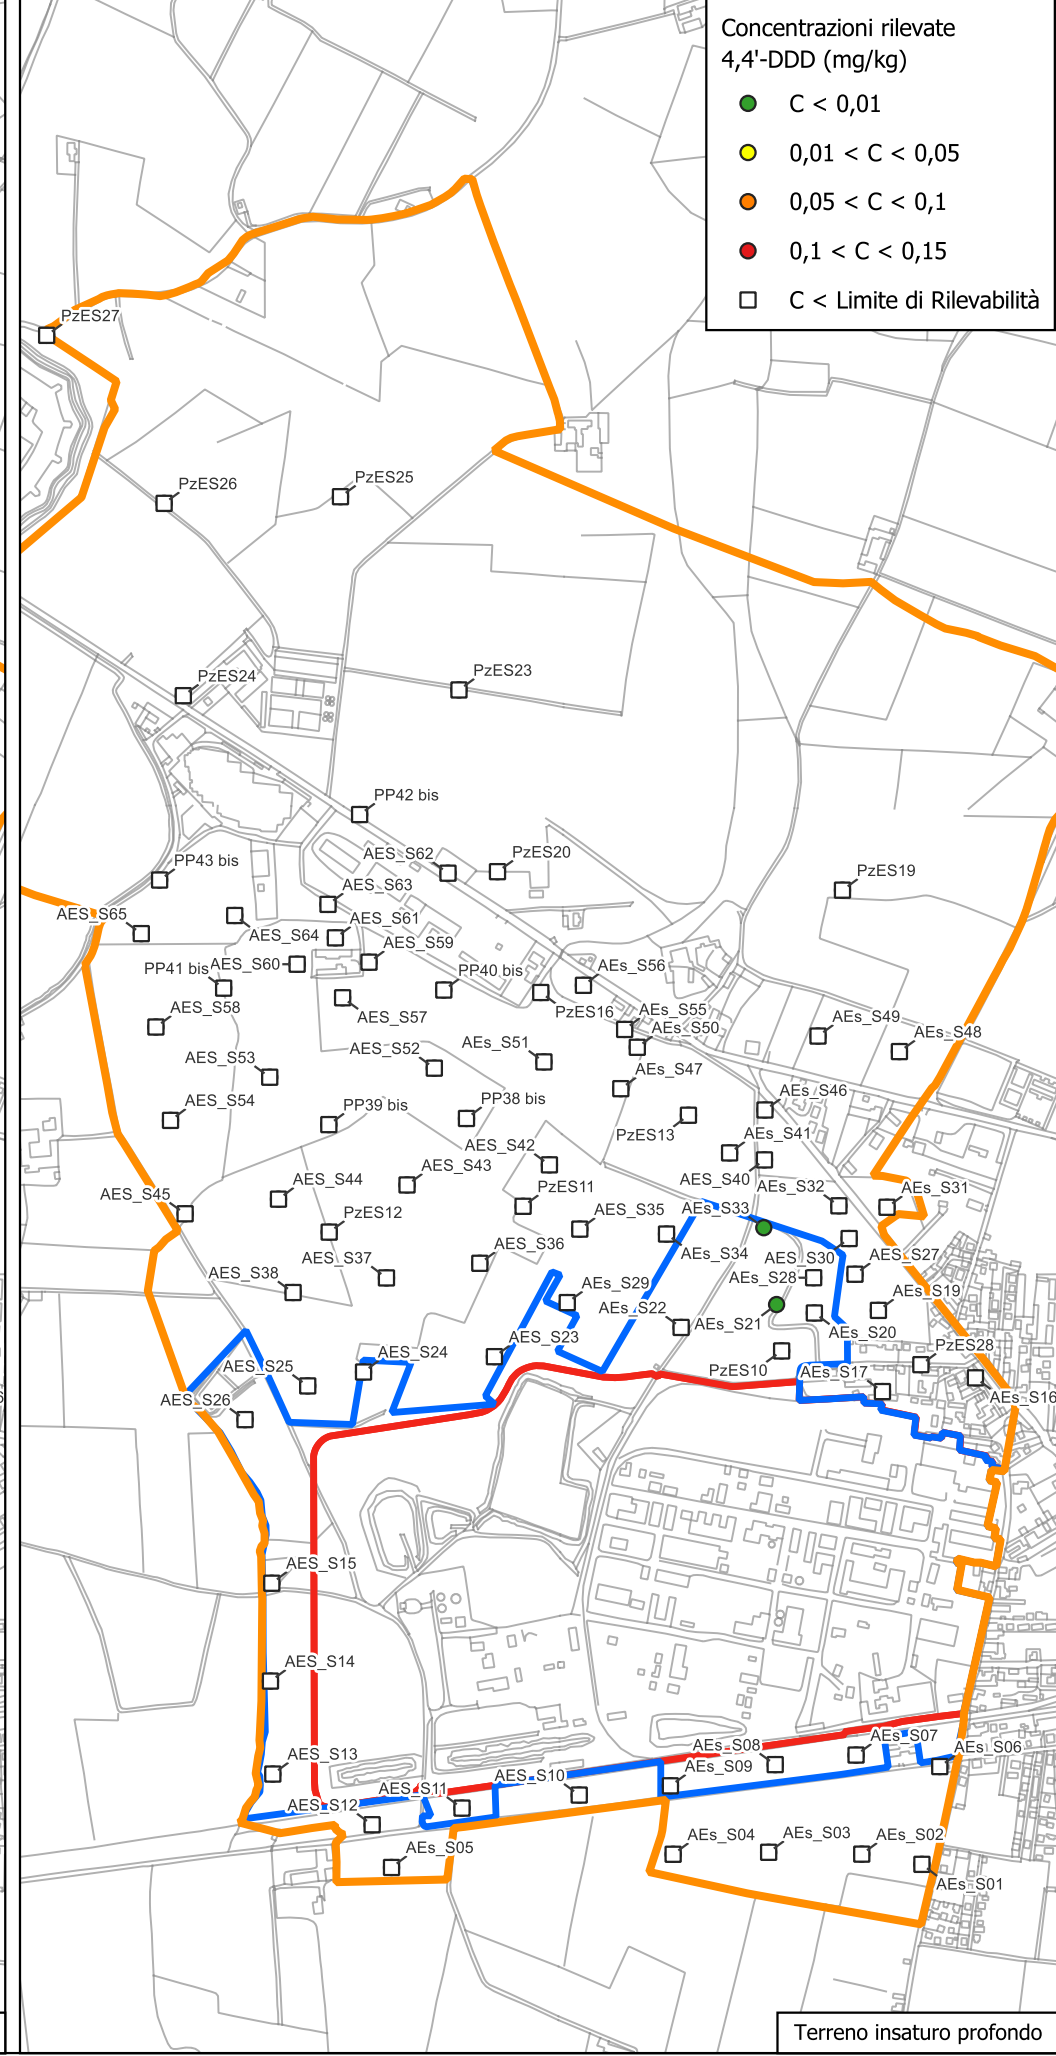 Concentrazioni rilevate
4,4'-DDD (mg/kg)
C < 0,01
0,01 < C < 0,05
0,05 < C < 0,1
0,1 < C < 0,15
C < Limite di Rilevabilità
PzES27
PzES26
PzES25
PzES24
PzES23
PP42 bis
AES_S62
PzES20
PP43 bis
PzES19
AES_S63
AES_S65
AES_S61
AES_S64
AES_S59
PP41 bis
AES_S60
PP40 bis
AEs_S56
AES_S58
AES_S57
PzES16
AEs_S55
AEs_S50
AEs_S49
AEs_S48
AES_S53
AES_S52
AEs_S51
AEs_S47
AES_S54
AEs_S46
PP39 bis
PP38 bis
PzES13
AEs_S41
AES_S42
AES_S43
AES_S40
AES_S44
AEs_S32
AES_S45
PzES11
AEs_S31
PzES12
AES_S35
AEs_S33
AES_S36
AEs_S34
AES_S30
AES_S37
AEs_S27
AES_S38
AEs_S28
AEs_S29
AEs_S19
AEs_S22
AEs_S21
AEs_S20
AES_S23
AES_S24
PzES28
AES_S25
PzES10
AEs_S17
AES_S26
AEs_S16
AES_S15
AES_S14
AES_S13
AEs_S08
AEs_S07
AEs_S06
AES_S11
AES_S10
AEs_S09
AES_S12
AEs_S05
AEs_S04
AEs_S03
AEs_S02
AEs_S01
Terreno insaturo profondo